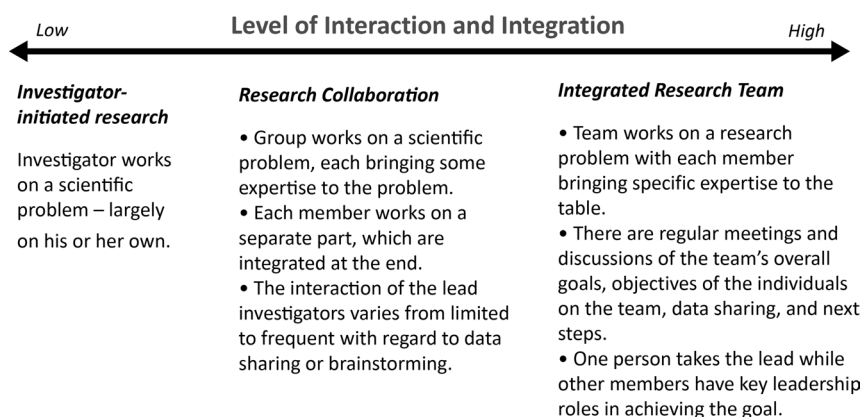 Low
Level of Interaction and Integration
High
Investigator-
initiated research
Investigator works
on a scientific
problem – largely
on his or her own.
Research Collaboration
• Group works on a scientific
problem, each bringing some
expertise to the problem.
• Each member works on a
separate part, which are
integrated at the end.
• The interaction of the lead
investigators varies from limited
to frequent with regard to data
sharing or brainstorming.
Integrated Research Team
• Team works on a research
problem with each member
bringing specific expertise to the
table.
• There are regular meetings and
discussions of the team’s overall
goals, objectives of the individuals
on the team, data sharing, and next
steps.
• One person takes the lead while
other members have key leadership
roles in achieving the goal.